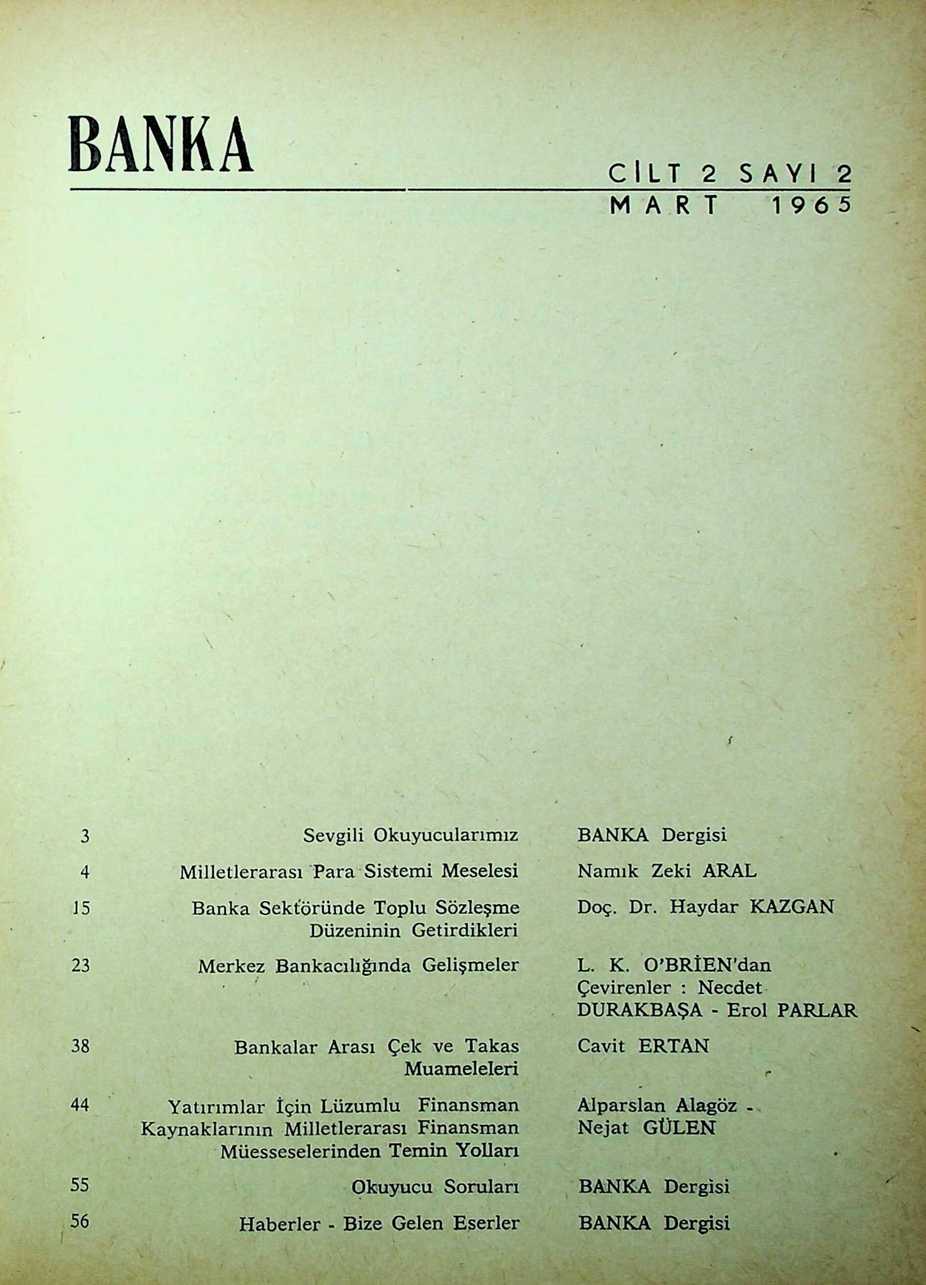 BANKA
CİLT 2 SAYI 2
MART 1965
3 Sevgili Okuyucularımız BANKA Dergisi
4 Milletlerarası Para Sistemi Meselesi Namık Zeki ARAL
15 Banka Sektöründe Toplu Sözleşme Doç. Dr. Haydar KAZGAN
Düzeninin Getirdikleri
23 Merkez Bankacılığında Gelişmeler L. K. O'BRİEN'dan
Çevirenler : Necdet
DURAKBAŞA - Erol PARLAR
38 Bankalar Arası Çek ve Takas Cavit ERTAN
Muameleleri
44 Yatırımlar İçin Lüzumlu Finansman Alparslan Alagöz -
Kaynaklarının Milletlerarası Finansman Nejat GÜLEN
Müesseselerinden Temin Yolları
55 Okuyucu Soruları BANKA Dergisi
56 Haberler - Bize Gelen Eserler BANKA Dergisi